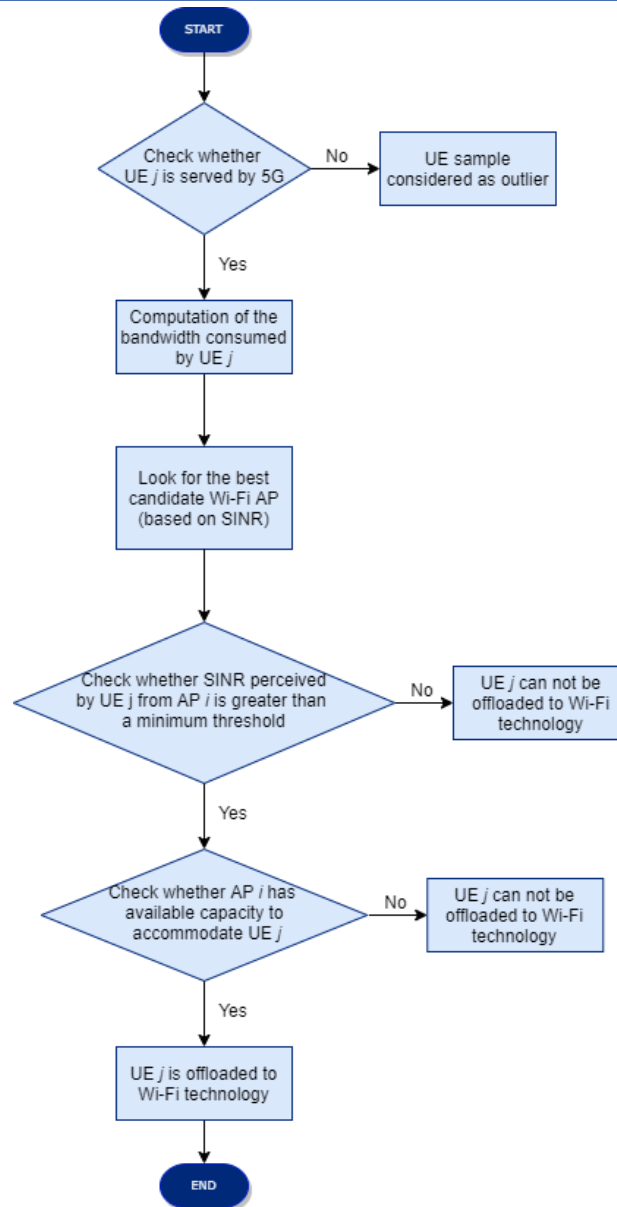 START
Check whether
UE j is served by 5G
No
UE sample
considered as outlier
Yes
Computation of the
bandwidth consumed
by UE j
Look for the best
candidate Wi-Fi AP
(based on SINR)
Check whether SINR perceived
by UE j from AP i is greater than
a minimum threshold
No
UE j can not be
offloaded to Wi-Fi
technology
Yes
Check whether AP i has
available capacity to
accommodate UE j
No
UE j can not be
offloaded to Wi-Fi
technology
Yes
UE j is offloaded to
Wi-Fi technology
END